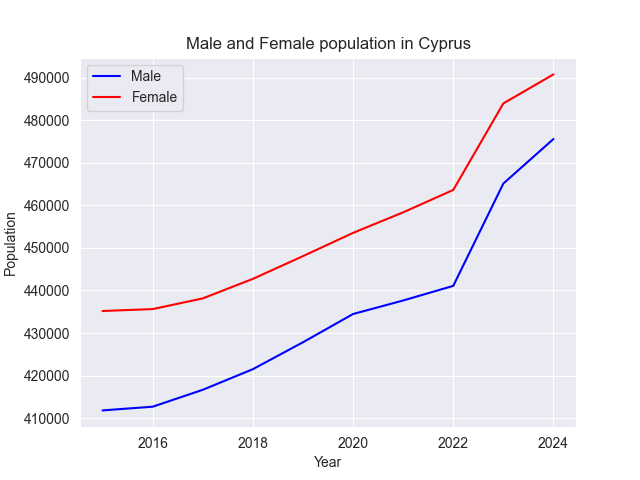 Male and Female population in Cyprus
Male
Female
490000
480000
470000
460000
450000
440000
430000
420000
410000
Population
2016 2018 2020 2022 2024
Year